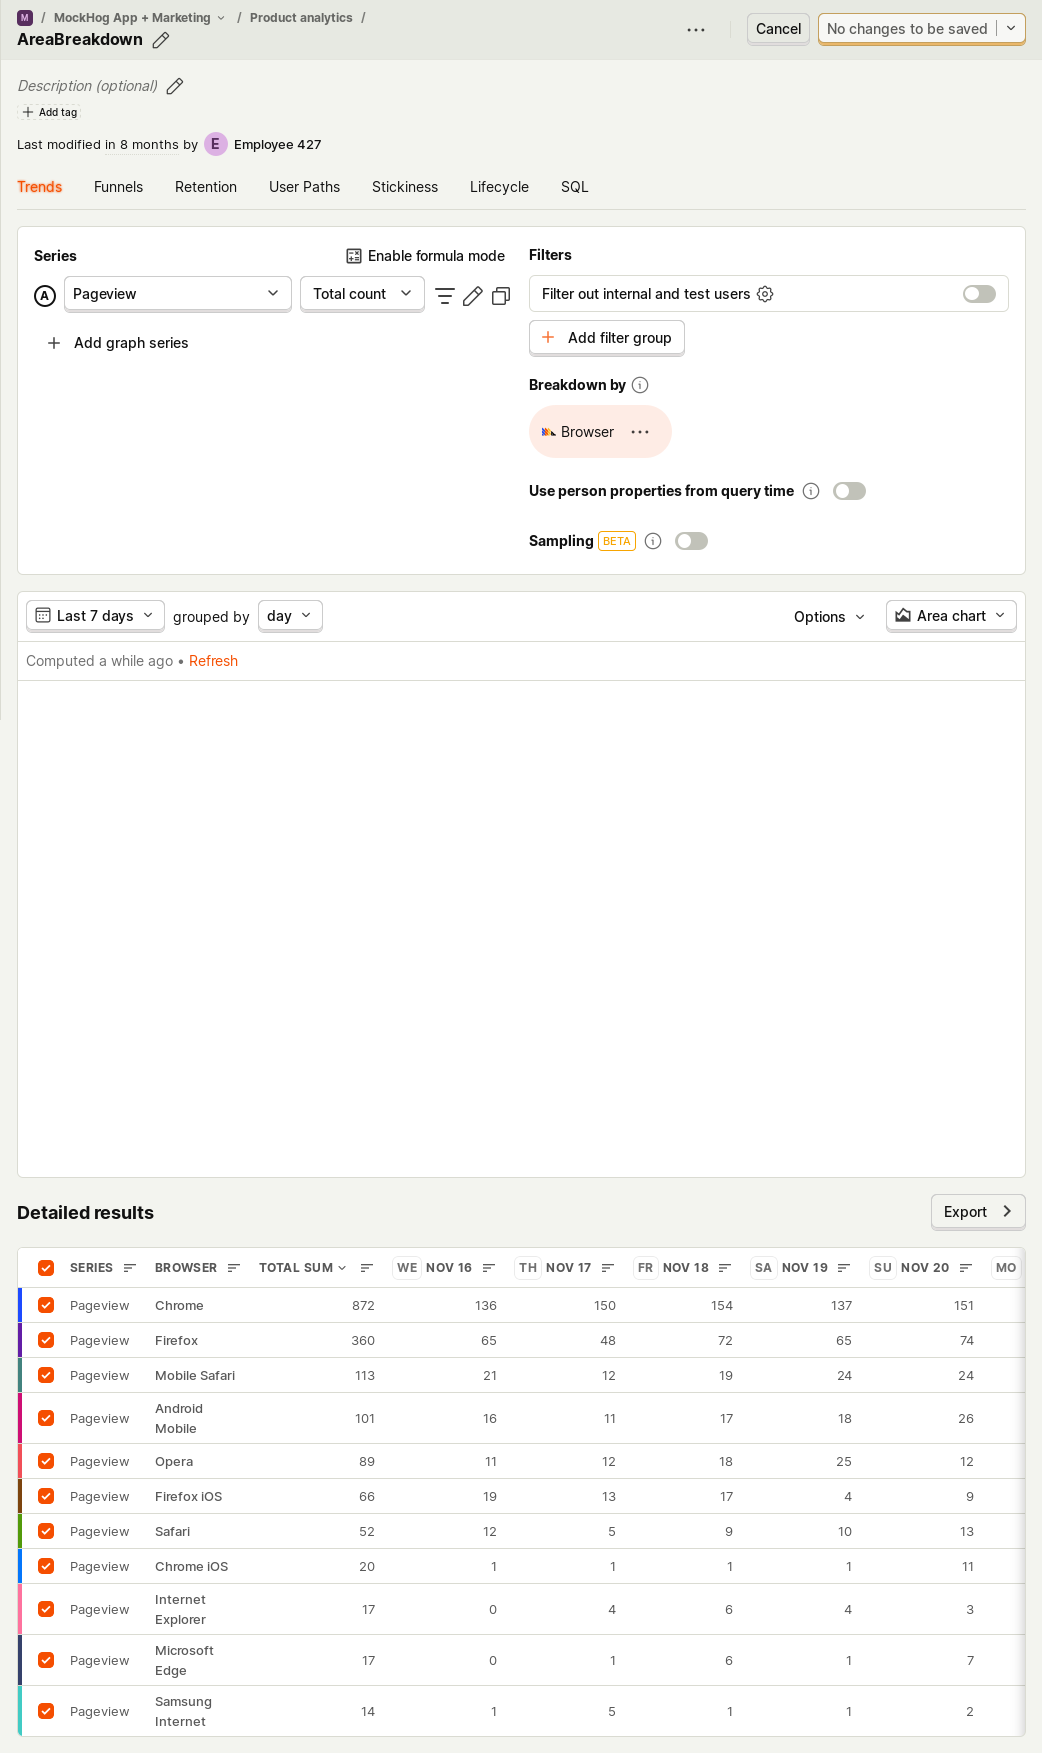 M / MockHog App + Marketing / Product analytics /
AreaBreakdown
Cancel
No changes to be saved
Description (optional)
Add tag
Last modified in 8 months by E Employee 427
Trends Funnels Retention User Paths Stickiness Lifecycle SQL
Series
Enable formula mode
A Pageview Total count
Add graph series
Filters
Filter out internal and test users
Add filter group
Breakdown by
Browser
Use person properties from query time
Sampling BETA
Last 7 days grouped by day
Options Area chart
Computed a while ago • Refresh
Detailed results
Export
SERIES BROWSER TOTAL SUM WE NOV 16 TH NOV 17 FR NOV 18 SA NOV 19 SU NOV 20 MO
Pageview Chrome 872 136 150 154 137 151
Pageview Firefox 360 65 48 72 65 74
Pageview Mobile Safari 113 21 12 19 24 24
Pageview Android Mobile 101 16 11 17 18 26
Pageview Opera 89 11 12 18 25 12
Pageview Firefox iOS 66 19 13 17 4 9
Pageview Safari 52 12 5 9 10 13
Pageview Chrome iOS 20 1 1 1 1 11
Pageview Internet Explorer 17 0 4 6 4 3
Pageview Microsoft Edge 17 0 1 6 1 7
Pageview Samsung Internet 14 1 5 1 1 2